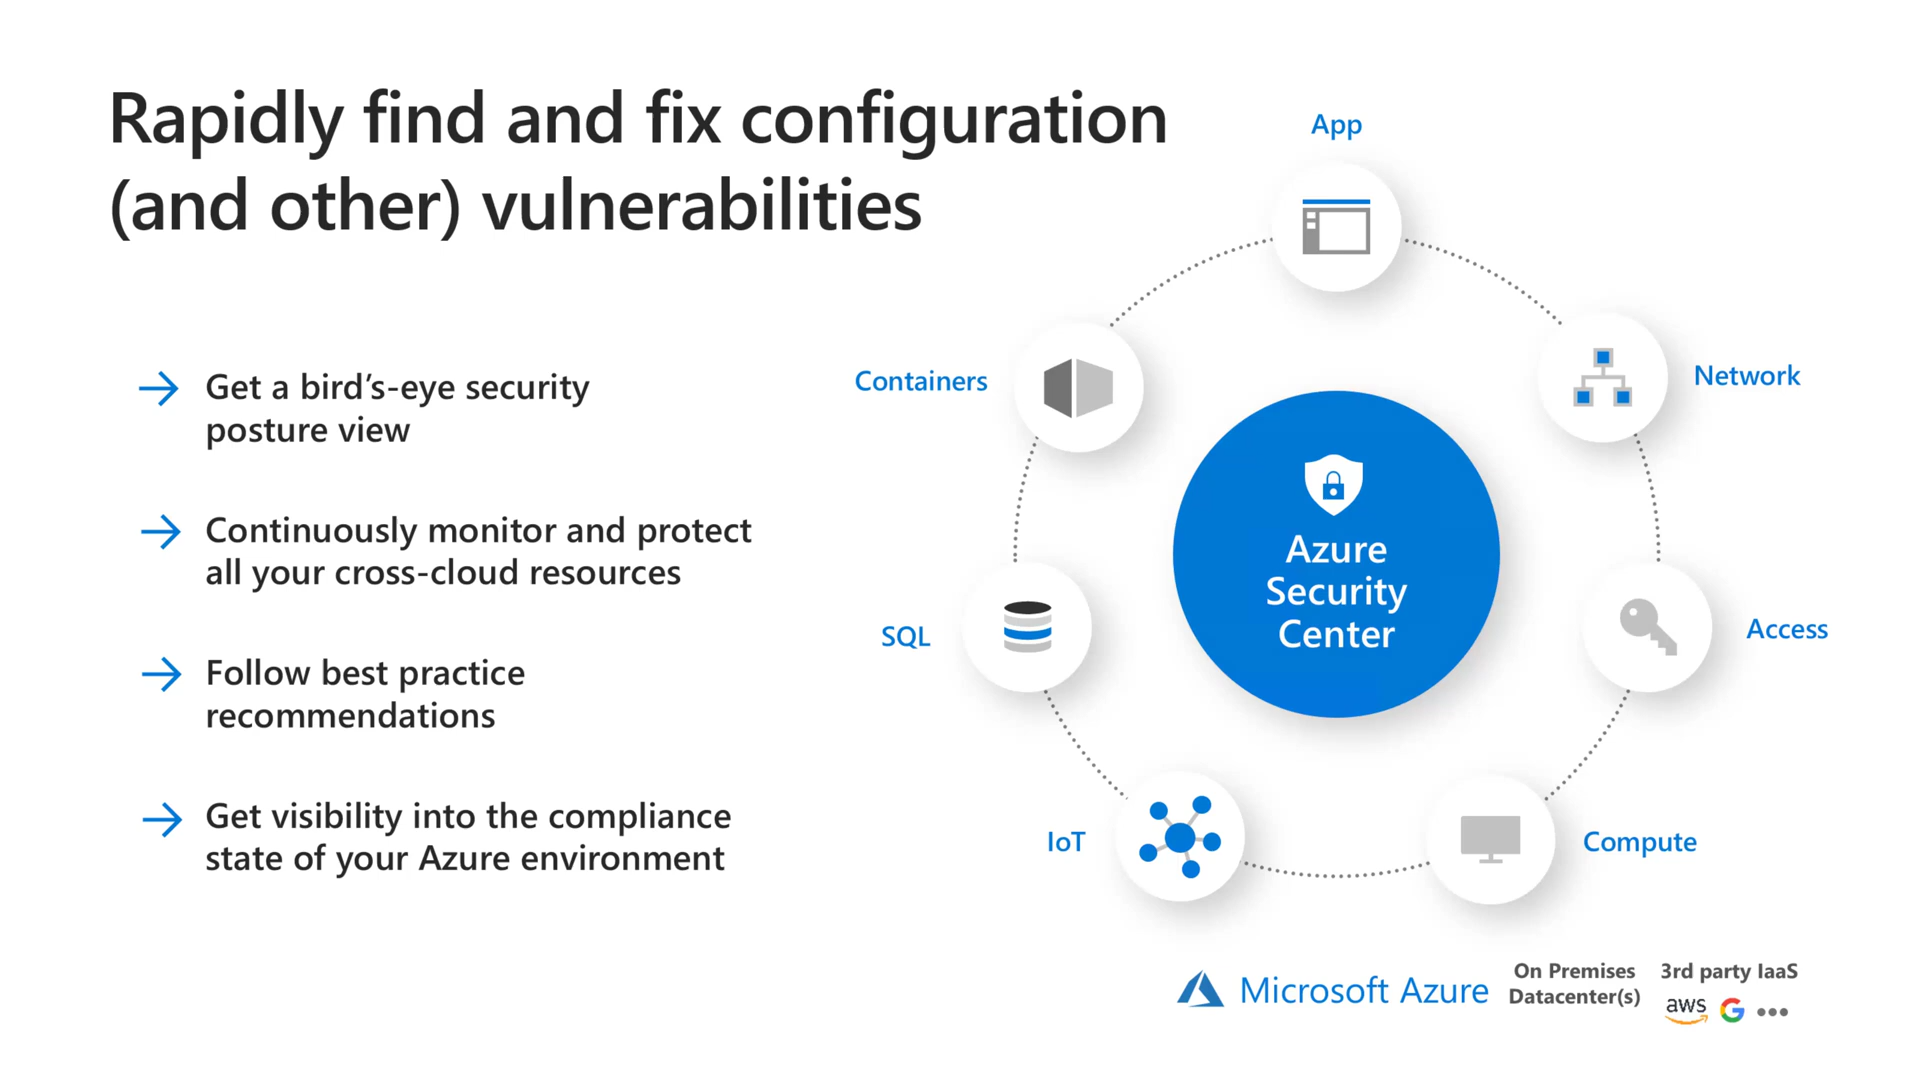 Rapidly find and fix configuration
(and other) vulnerabilities
Get a bird’s-eye security
posture view
Continuously monitor and protect
all your cross-cloud resources
Follow best practice
recommendations
Get visibility into the compliance
state of your Azure environment
App
Containers
Network
Azure
Security
Center
SQL
Access
IoT
Compute
Microsoft Azure
On Premises
Datacenter(s)
3rd party IaaS
aws
G